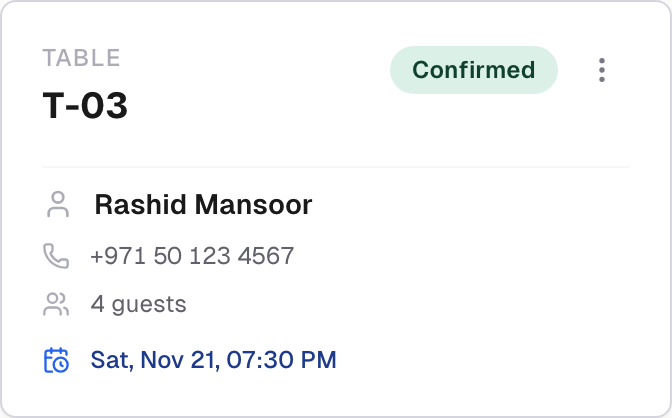 TABLE
T-03
Confirmed
Rashid Mansoor
+971 50 123 4567
4 guests
Sat, Nov 21, 07:30 PM